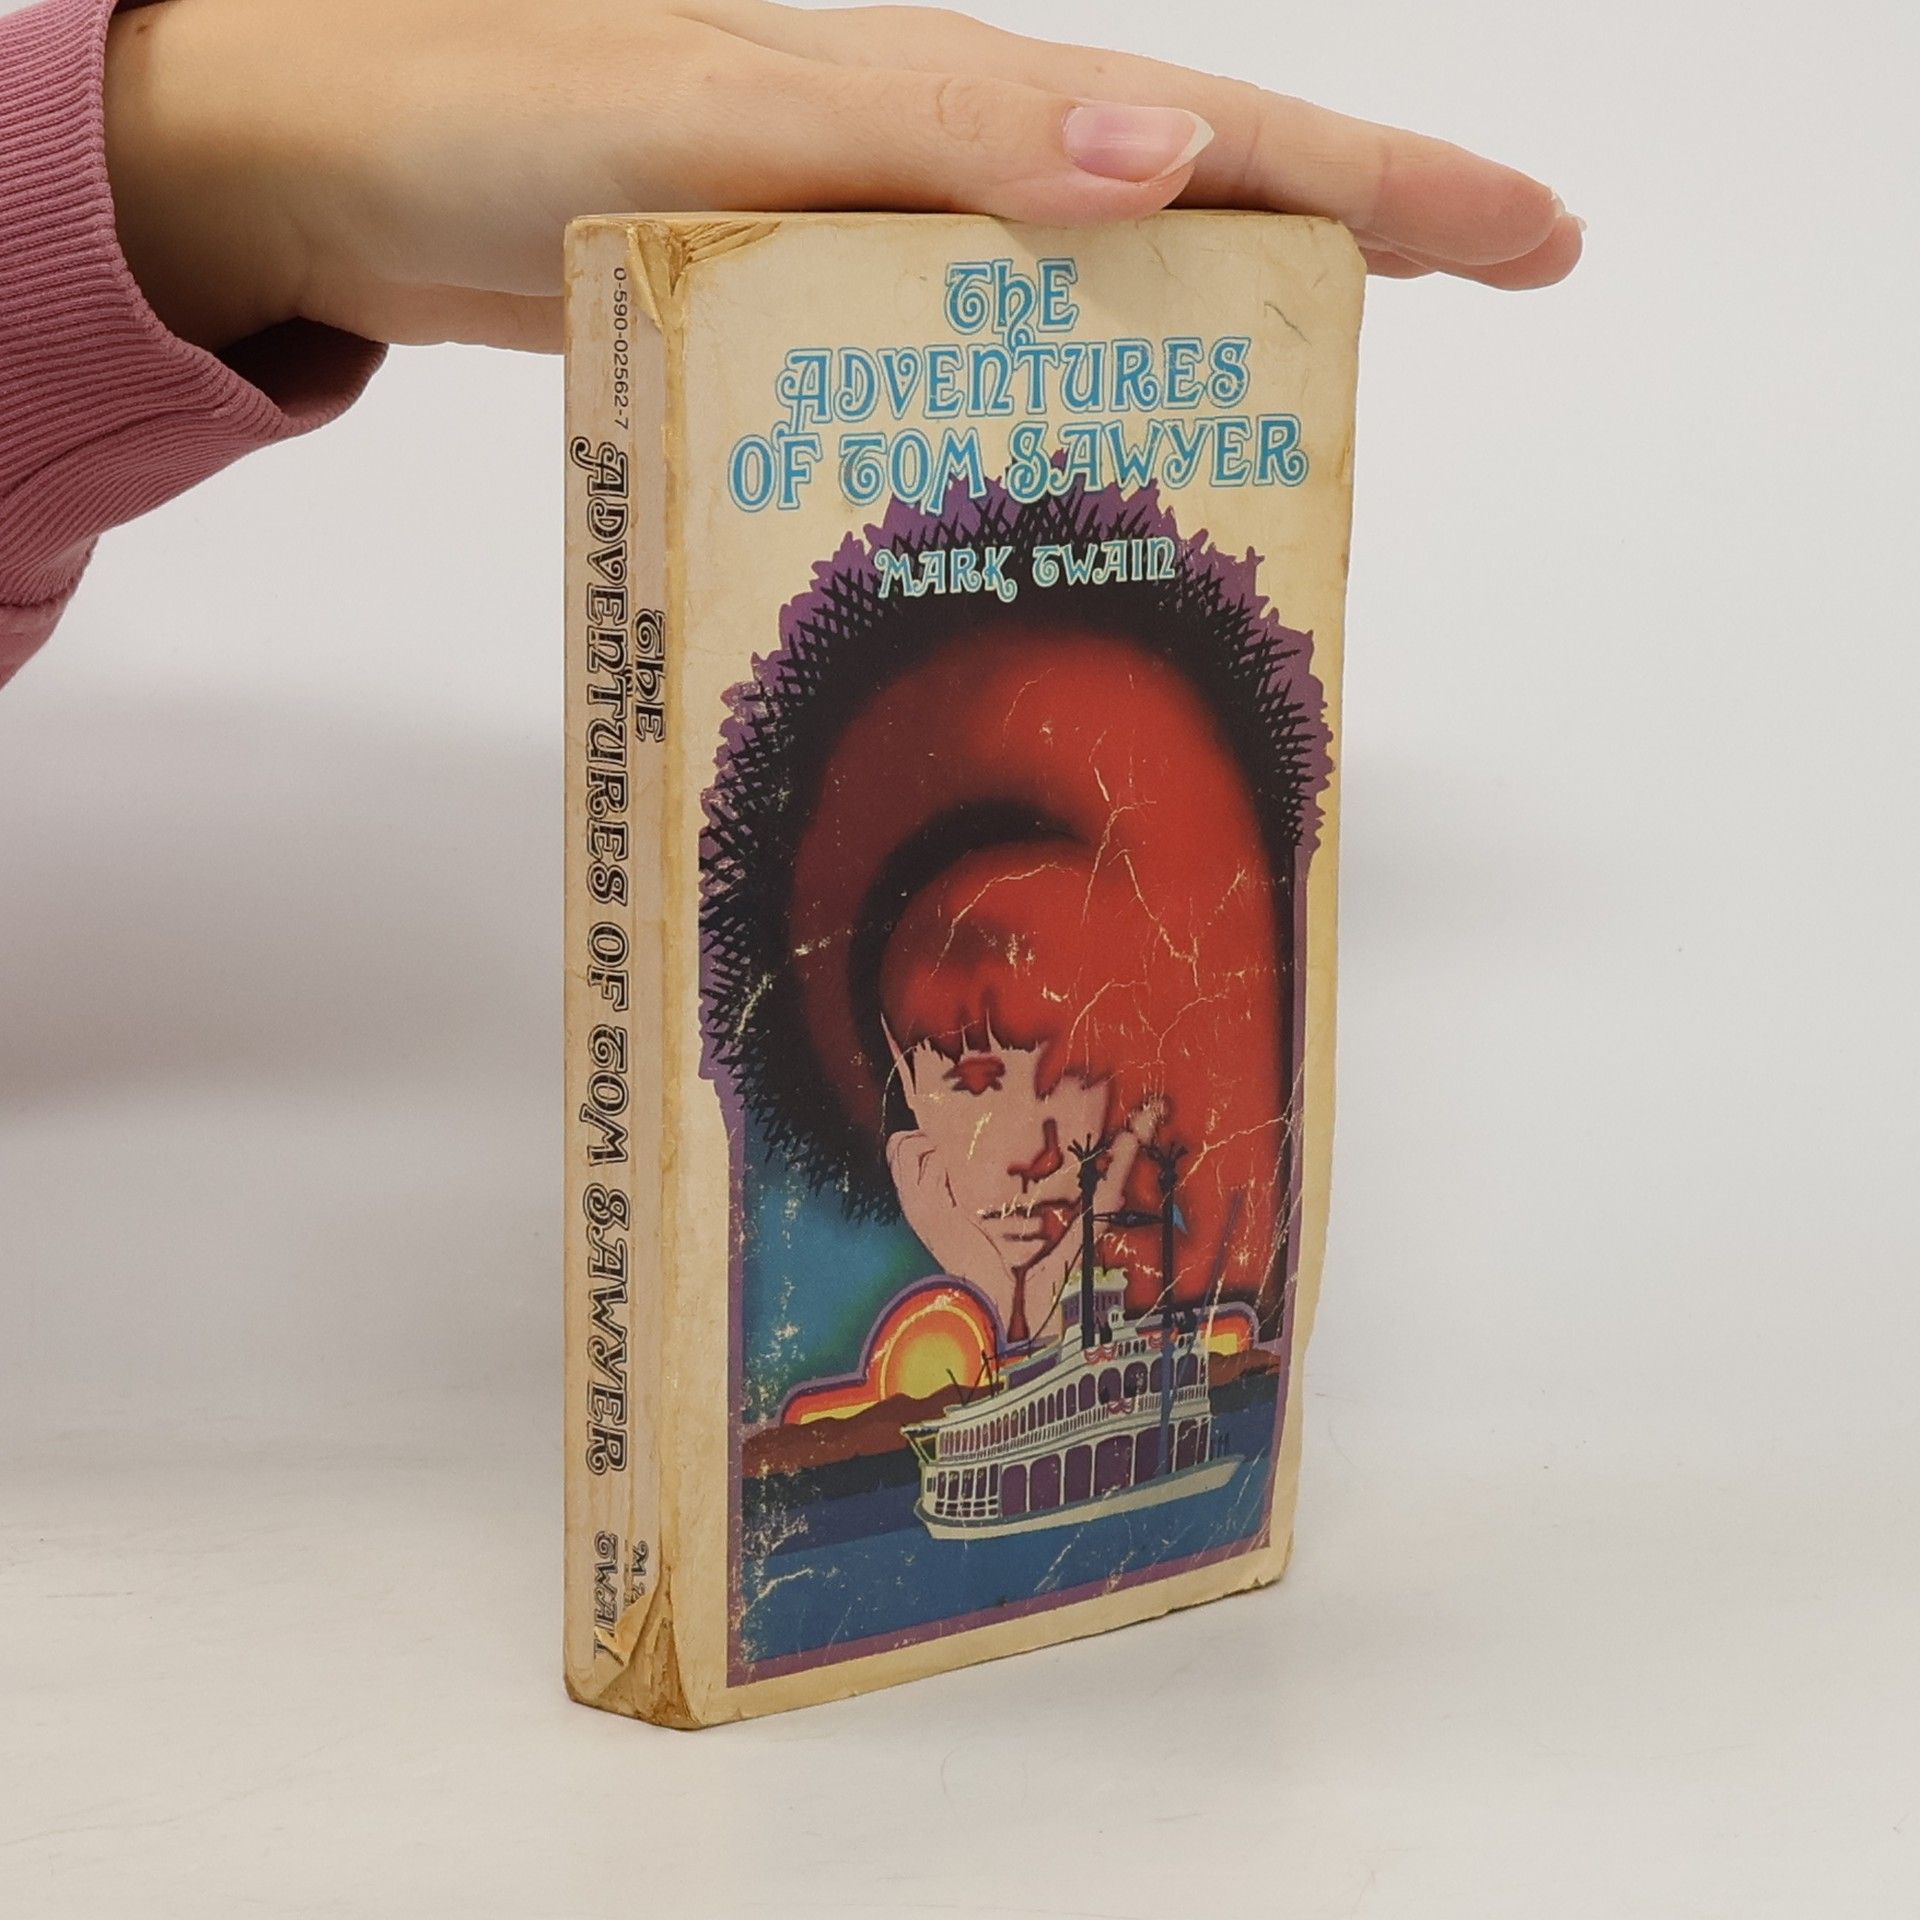 The
Adventures
of Tom Sawyer
Mark Twain
0-590-02562-7
The
Adventures of Tom Sawyer